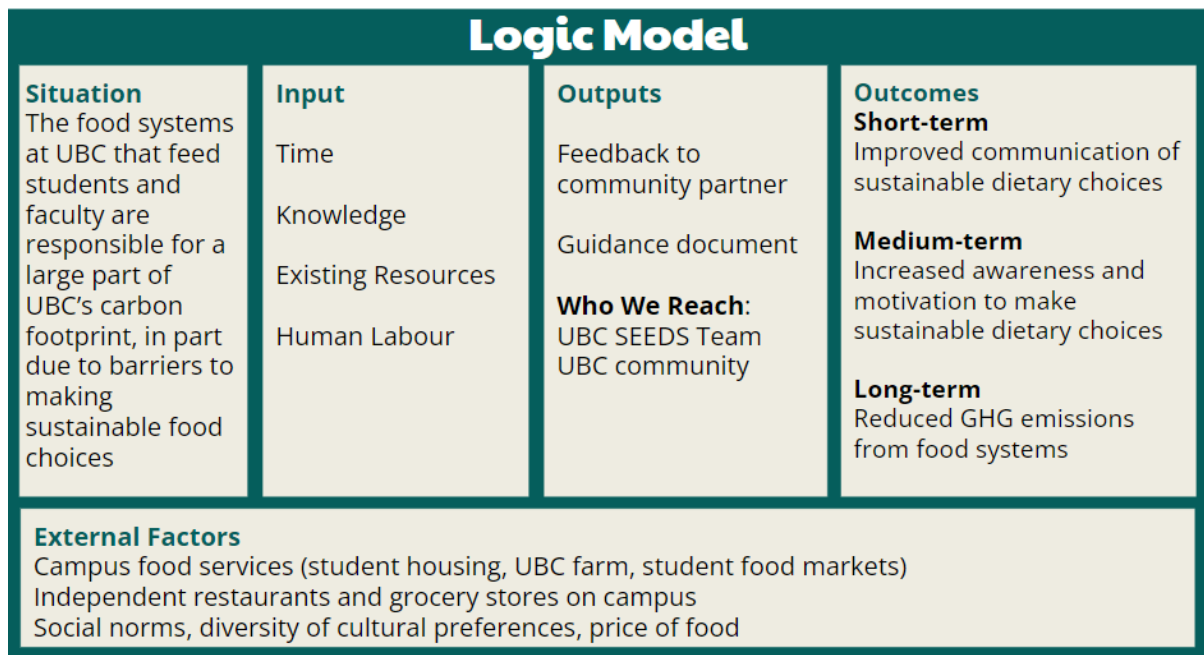 Logic Model
Situation
The food systems
at UBC that feed
students and
faculty are
responsible for a
large part of
UBC’s carbon
footprint, in part
due to barriers to
making
sustainable food
choices
Input
Time
Knowledge
Existing Resources
Human Labour
Outputs
Feedback to
community partner
Guidance document
Who We Reach:
UBC SEEDS Team
UBC community
Outcomes
Short-term
Improved communication of
sustainable dietary choices
Medium-term
Increased awareness and
motivation to make
sustainable dietary choices
Long-term
Reduced GHG emissions
from food systems
External Factors
Campus food services (student housing, UBC farm, student food markets)
Independent restaurants and grocery stores on campus
Social norms, diversity of cultural preferences, price of food